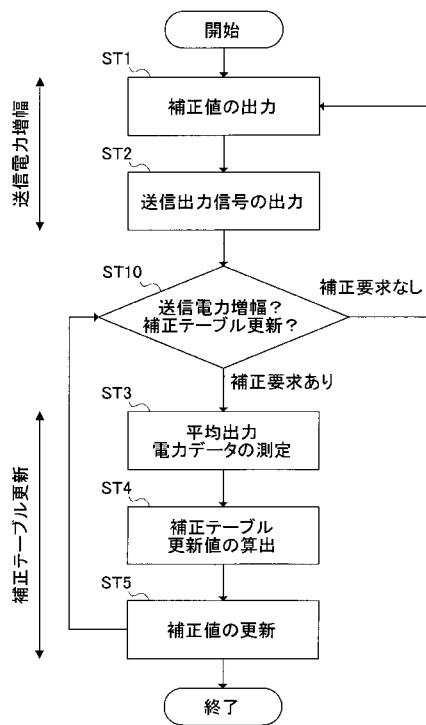 開始
ST1
補正値の出力
送信電力増幅
ST2
送信出力信号の出力
ST10
送信電力増幅?
補正テーブル更新?
補正要求なし
補正要求あり
ST3
平均出力
電力データの測定
補正テーブル更新
ST4
補正テーブル
更新値の算出
ST5
補正値の更新
終了